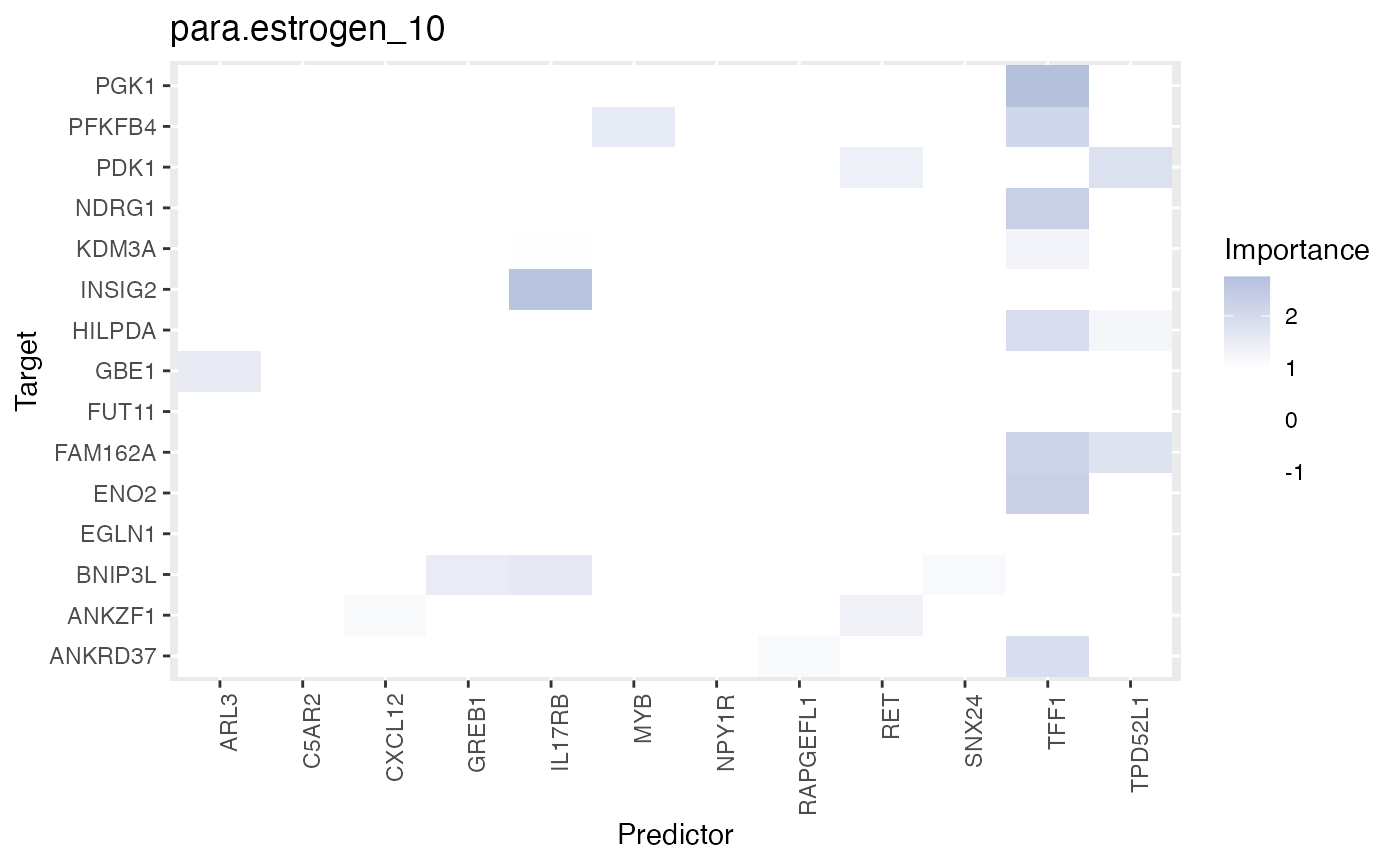 para.estrogen_10
PGK1
PFKFB4
PDK1
NDRG1
KDM3A
INSIG2
HILPDA
GBE1
FUT11
FAM162A
ENO2
EGLN1
BNIP3L
ANKZF1
ANKRD37
Target
ARL3
C5AR2
CXCL12
GREB1
IL17RB
MYB
NPY1R
RAPGEFL1
RET
SNX24
TFF1
TPD52L1
Predictor
Importance
2
1
0
-1